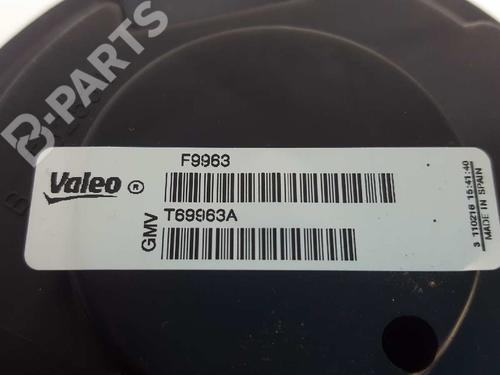 B-PARTS
F9963
Valeo ®
T69963A
GMV
3 110216 15:41:40
MADE IN SPAIN